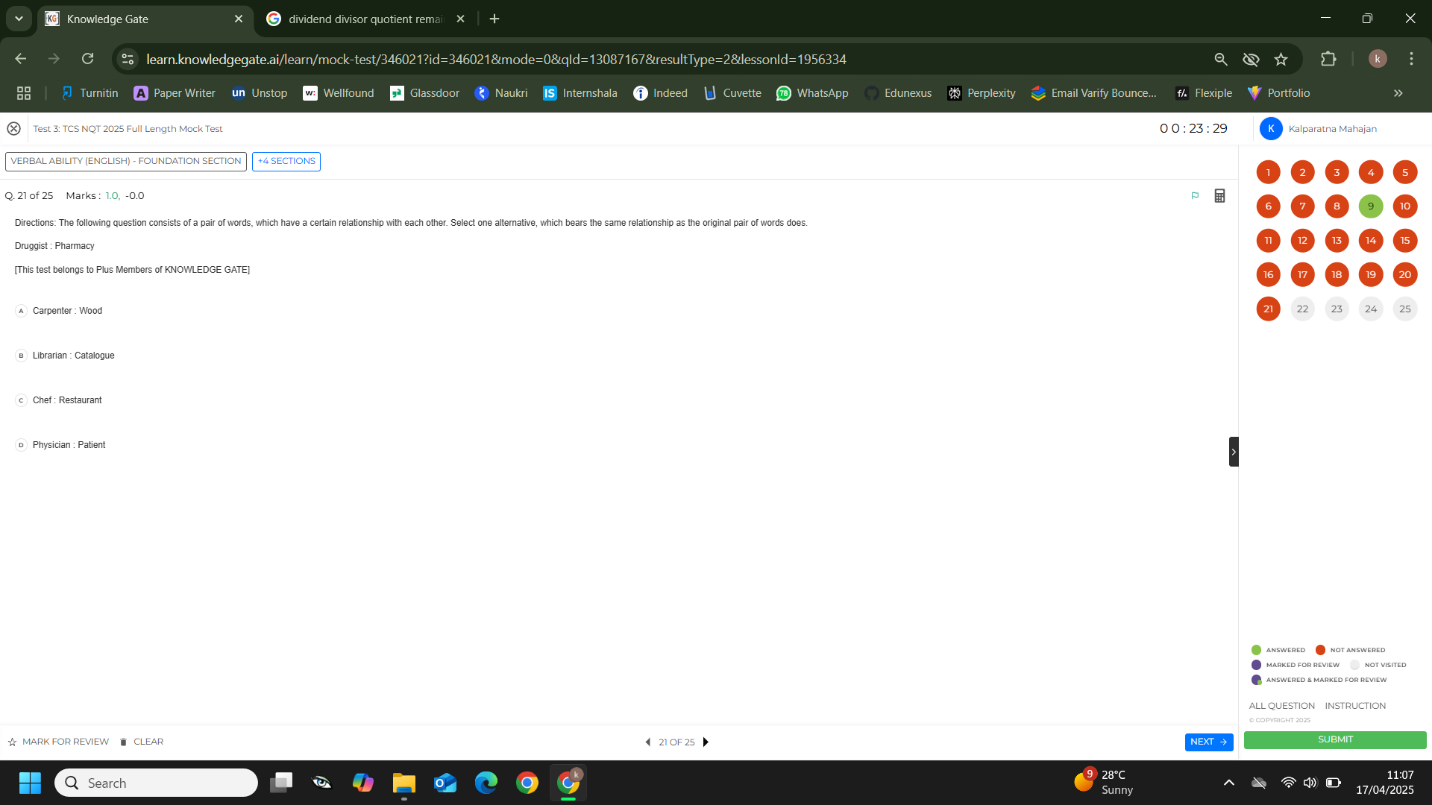 Knowledge Gate
dividend divisor quotient remai
learn.knowledgegate.ai/learn/mock-test/346021?id=346021&mode=0&qId=13087167&resultType=2&lessonId=1956334
k
Turnitin
A Paper Writer
un Unstop
w: Wellfound
Glassdoor
Naukri
IS Internshala
Indeed
Cuvette
78 WhatsApp
Edunexus
Perplexity
Email Varify Bounce...
f/. Flexiple
Portfolio
Test 3: TCS NQT 2025 Full Length Mock Test
0 0 : 23 : 29
K Kalparatna Mahajan
VERBAL ABILITY (ENGLISH) - FOUNDATION SECTION
+4 SECTIONS
Q. 21 of 25 Marks : 1.0, -0.0
Directions: The following question consists of a pair of words, which have a certain relationship with each other. Select one alternative, which bears the same relationship as the original pair of words does.
Druggist : Pharmacy
[This test belongs to Plus Members of KNOWLEDGE GATE]
A Carpenter : Wood
B Librarian : Catalogue
C Chef : Restaurant
D Physician : Patient
1 2 3 4 5
6 7 8 9 10
11 12 13 14 15
16 17 18 19 20
21 22 23 24 25
ANSWERED NOT ANSWERED
MARKED FOR REVIEW NOT VISITED
ANSWERED & MARKED FOR REVIEW
ALL QUESTION INSTRUCTION
© COPYRIGHT 2025
SUBMIT
MARK FOR REVIEW CLEAR
21 OF 25
NEXT
Search
9
28°C
Sunny
11:07
17/04/2025